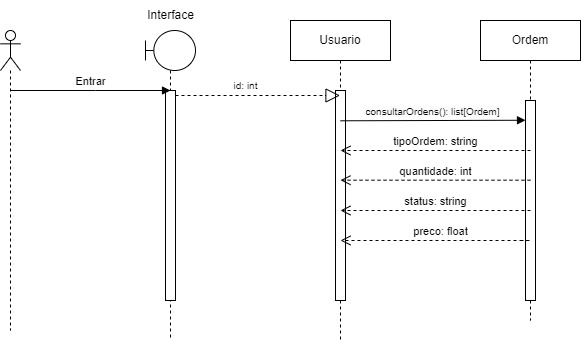 Interface
Usuario
Ordem
Entrar
id: int
consultarOrdens(): list[Ordem]
tipoOrdem: string
quantidade: int
status: string
preco: float